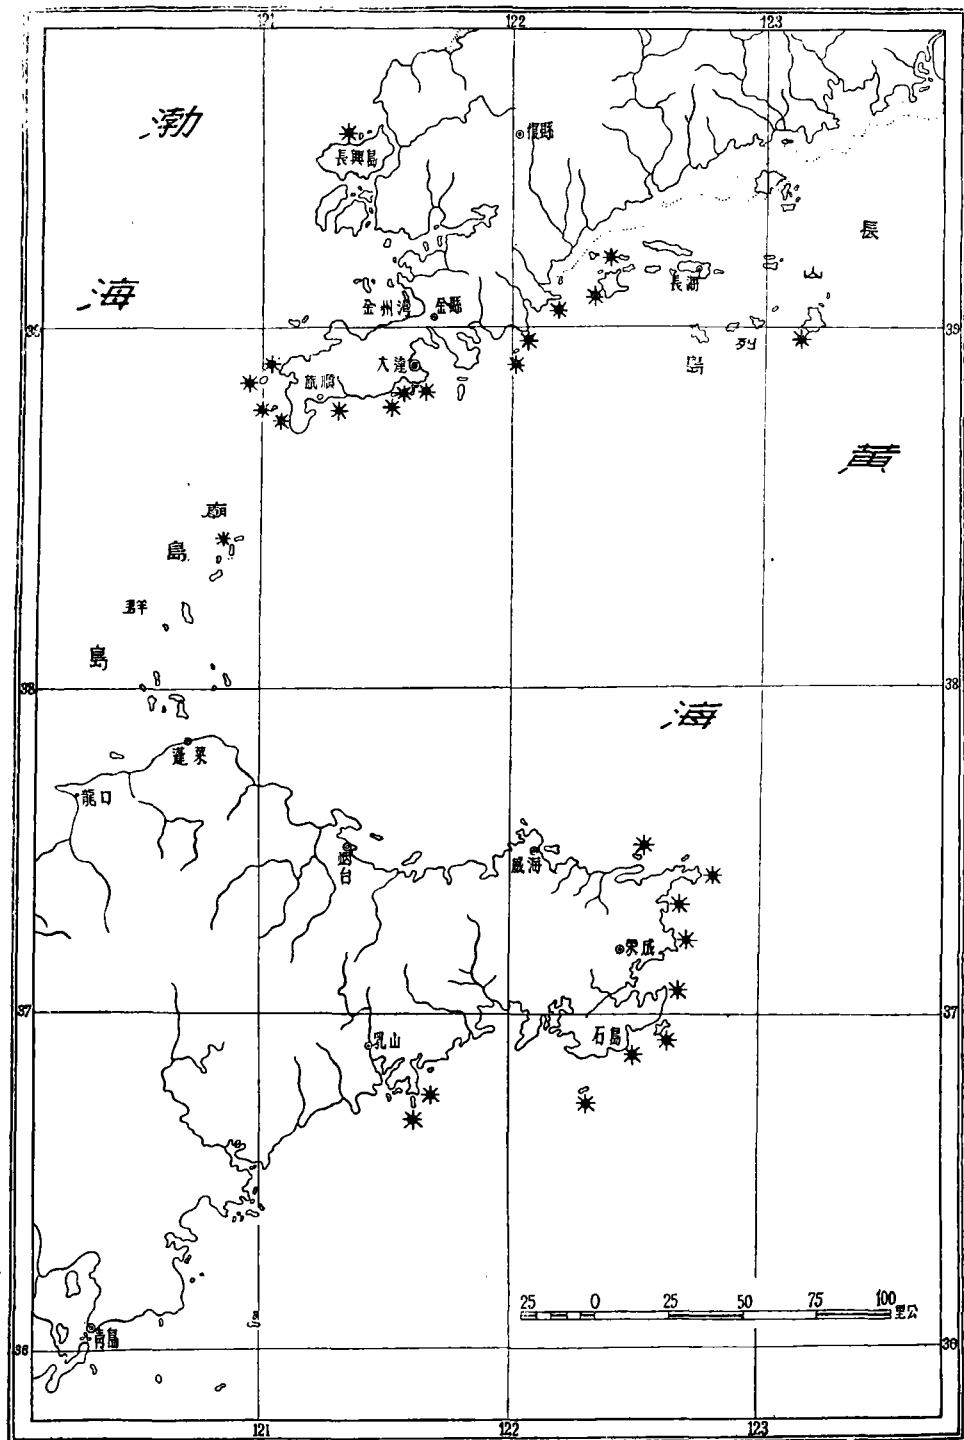 121 122 123
渤海
長興島
復縣
長山列島
長海
金州灣
金縣
39 39
大連
旅順
黃海
廟島群島
38 38
蓬萊
龍口
烟台
威海
榮成
37 37
石島
乳山
25 0 25 50 75 100 里公
青島
36 36
121 122 123